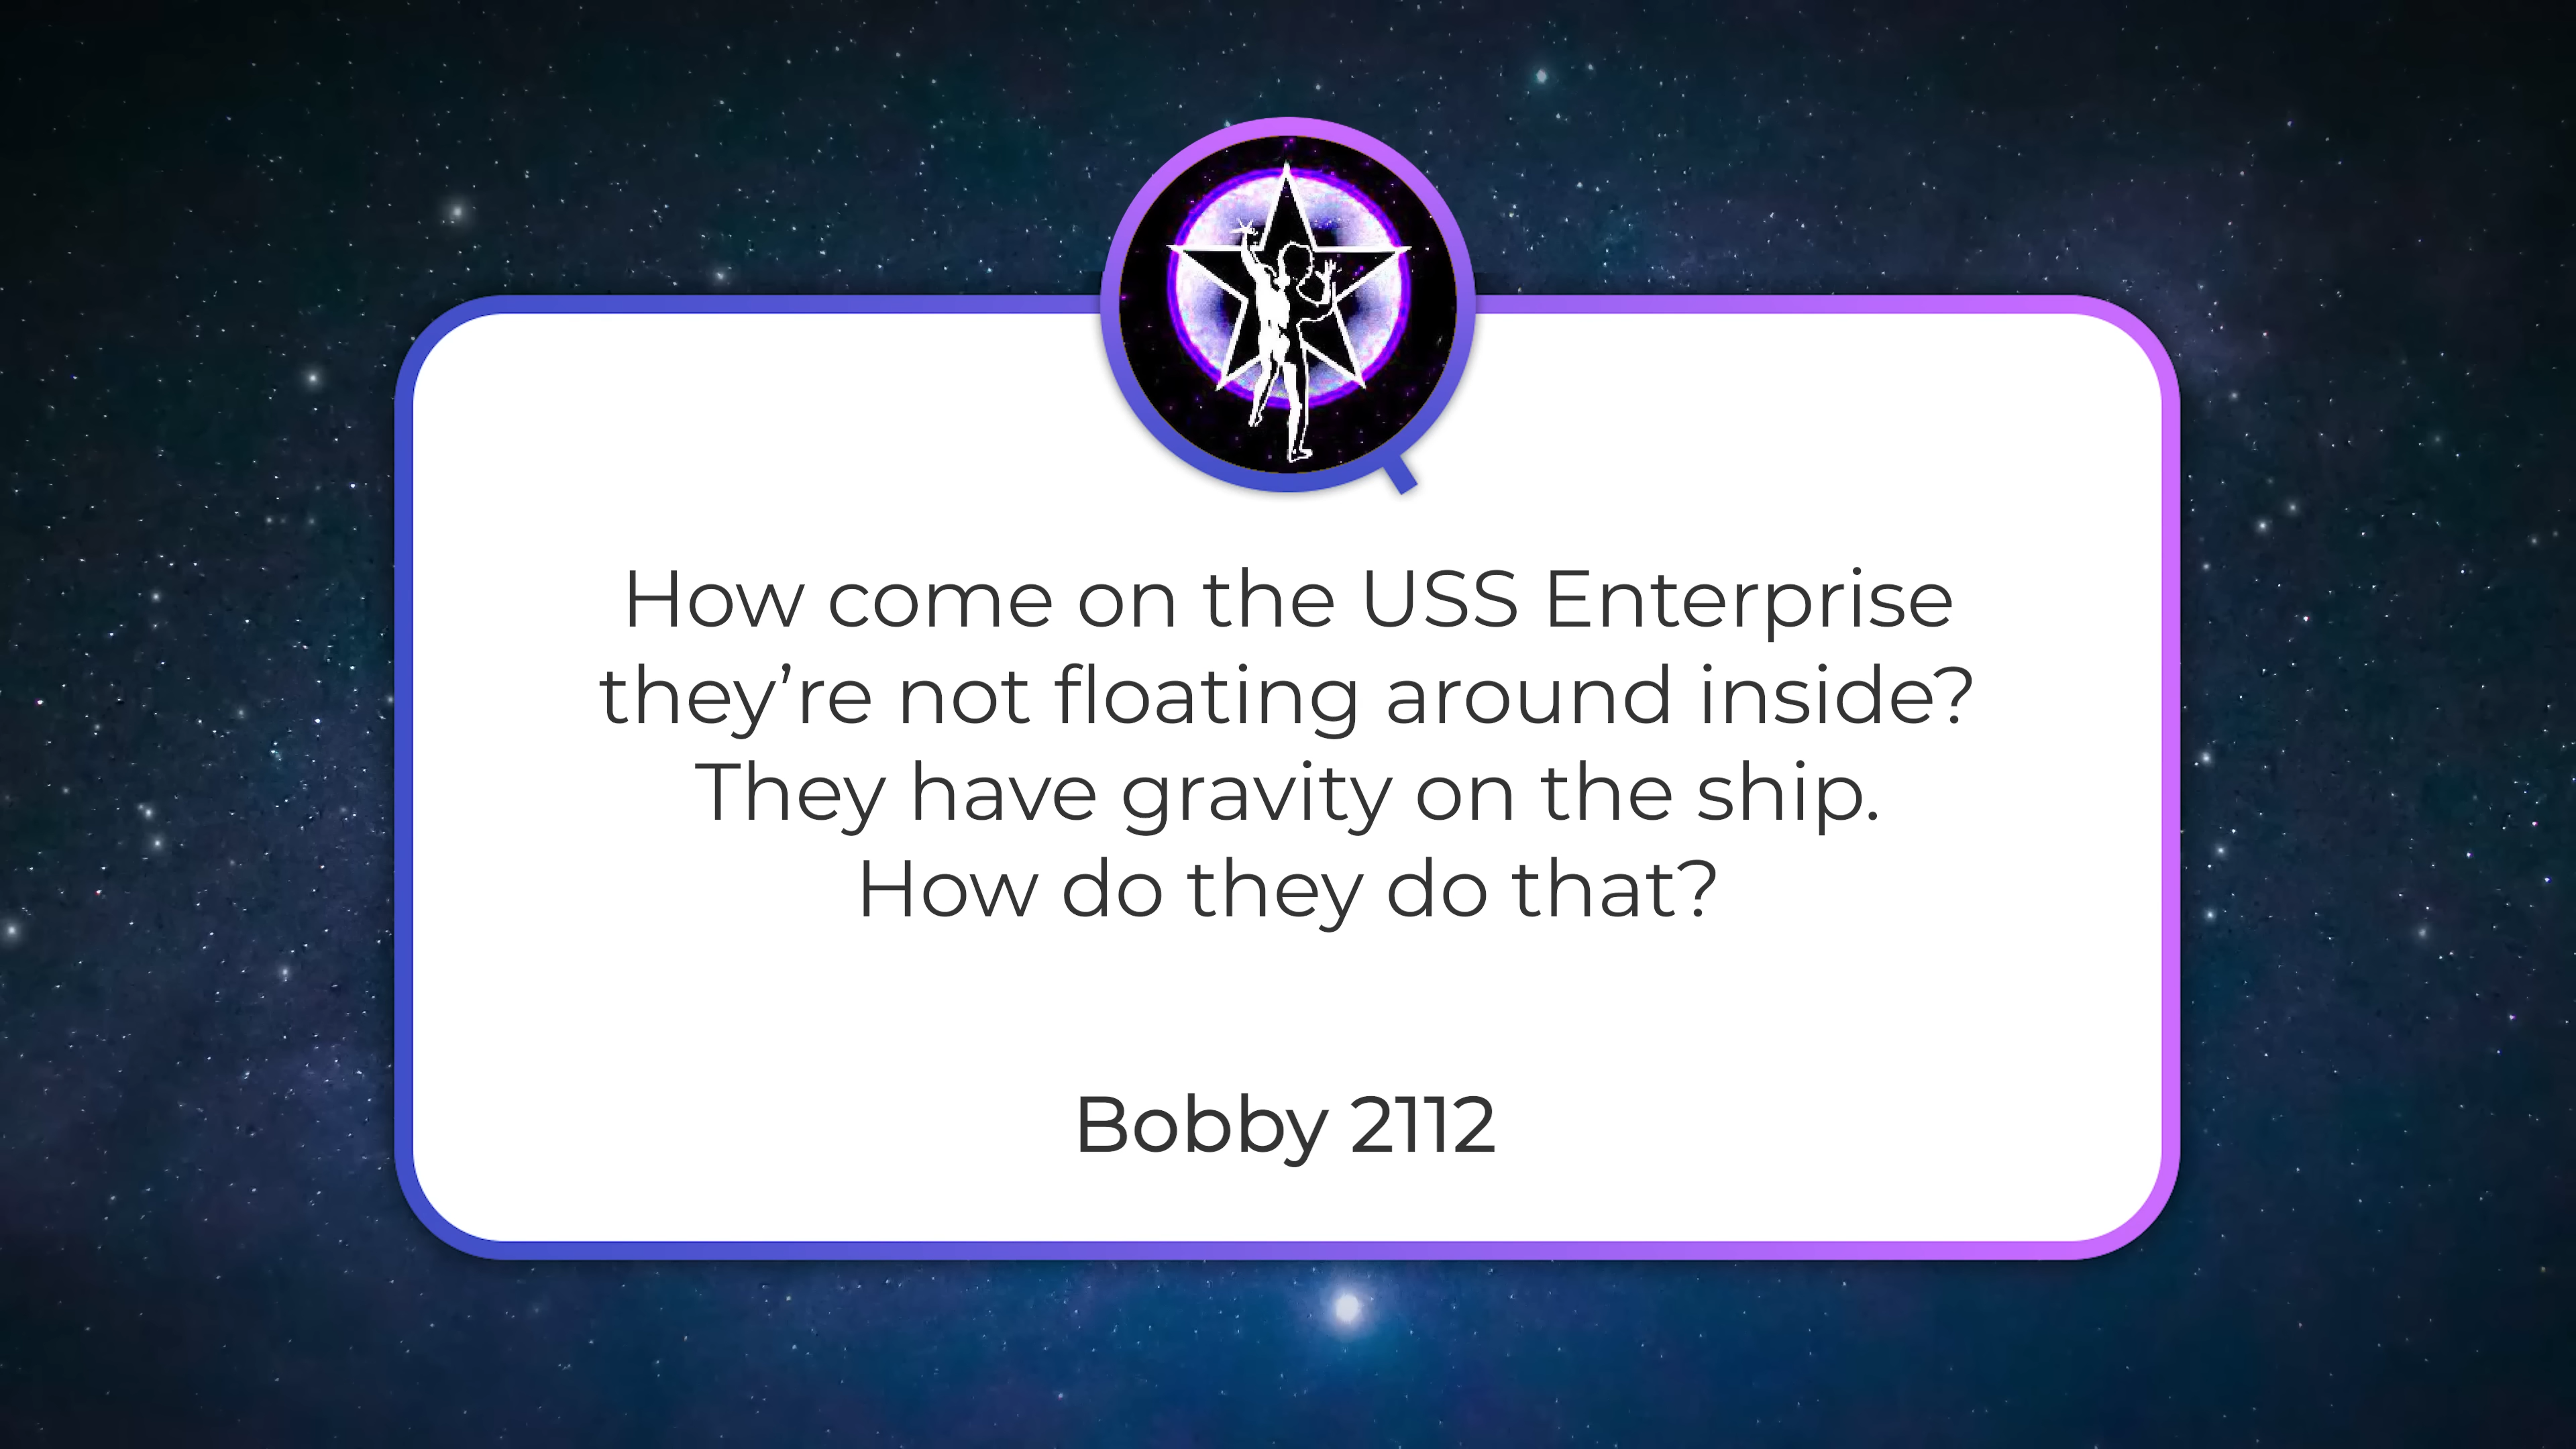 How come on the USS Enterprise
they’re not floating around inside?
They have gravity on the ship.
How do they do that?
Bobby 2112